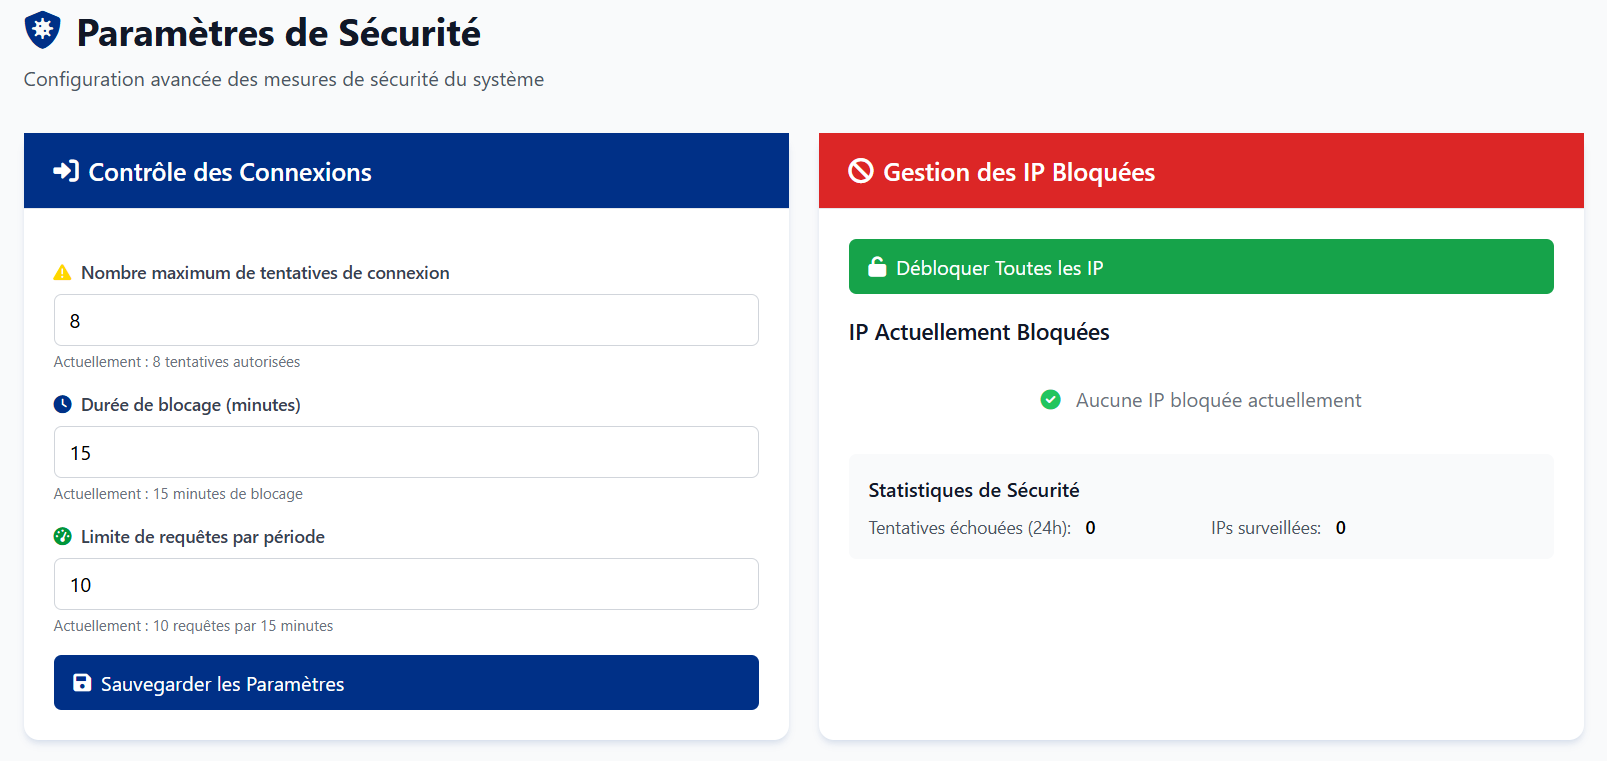 Paramètres de Sécurité
Configuration avancée des mesures de sécurité du système
Contrôle des Connexions
Nombre maximum de tentatives de connexion
8
Actuellement : 8 tentatives autorisées
Durée de blocage (minutes)
15
Actuellement : 15 minutes de blocage
Limite de requêtes par période
10
Actuellement : 10 requêtes par 15 minutes
Sauvegarder les Paramètres
Gestion des IP Bloquées
Débloquer Toutes les IP
IP Actuellement Bloquées
Aucune IP bloquée actuellement
Statistiques de Sécurité
Tentatives échouées (24h): 0
IPs surveillées: 0